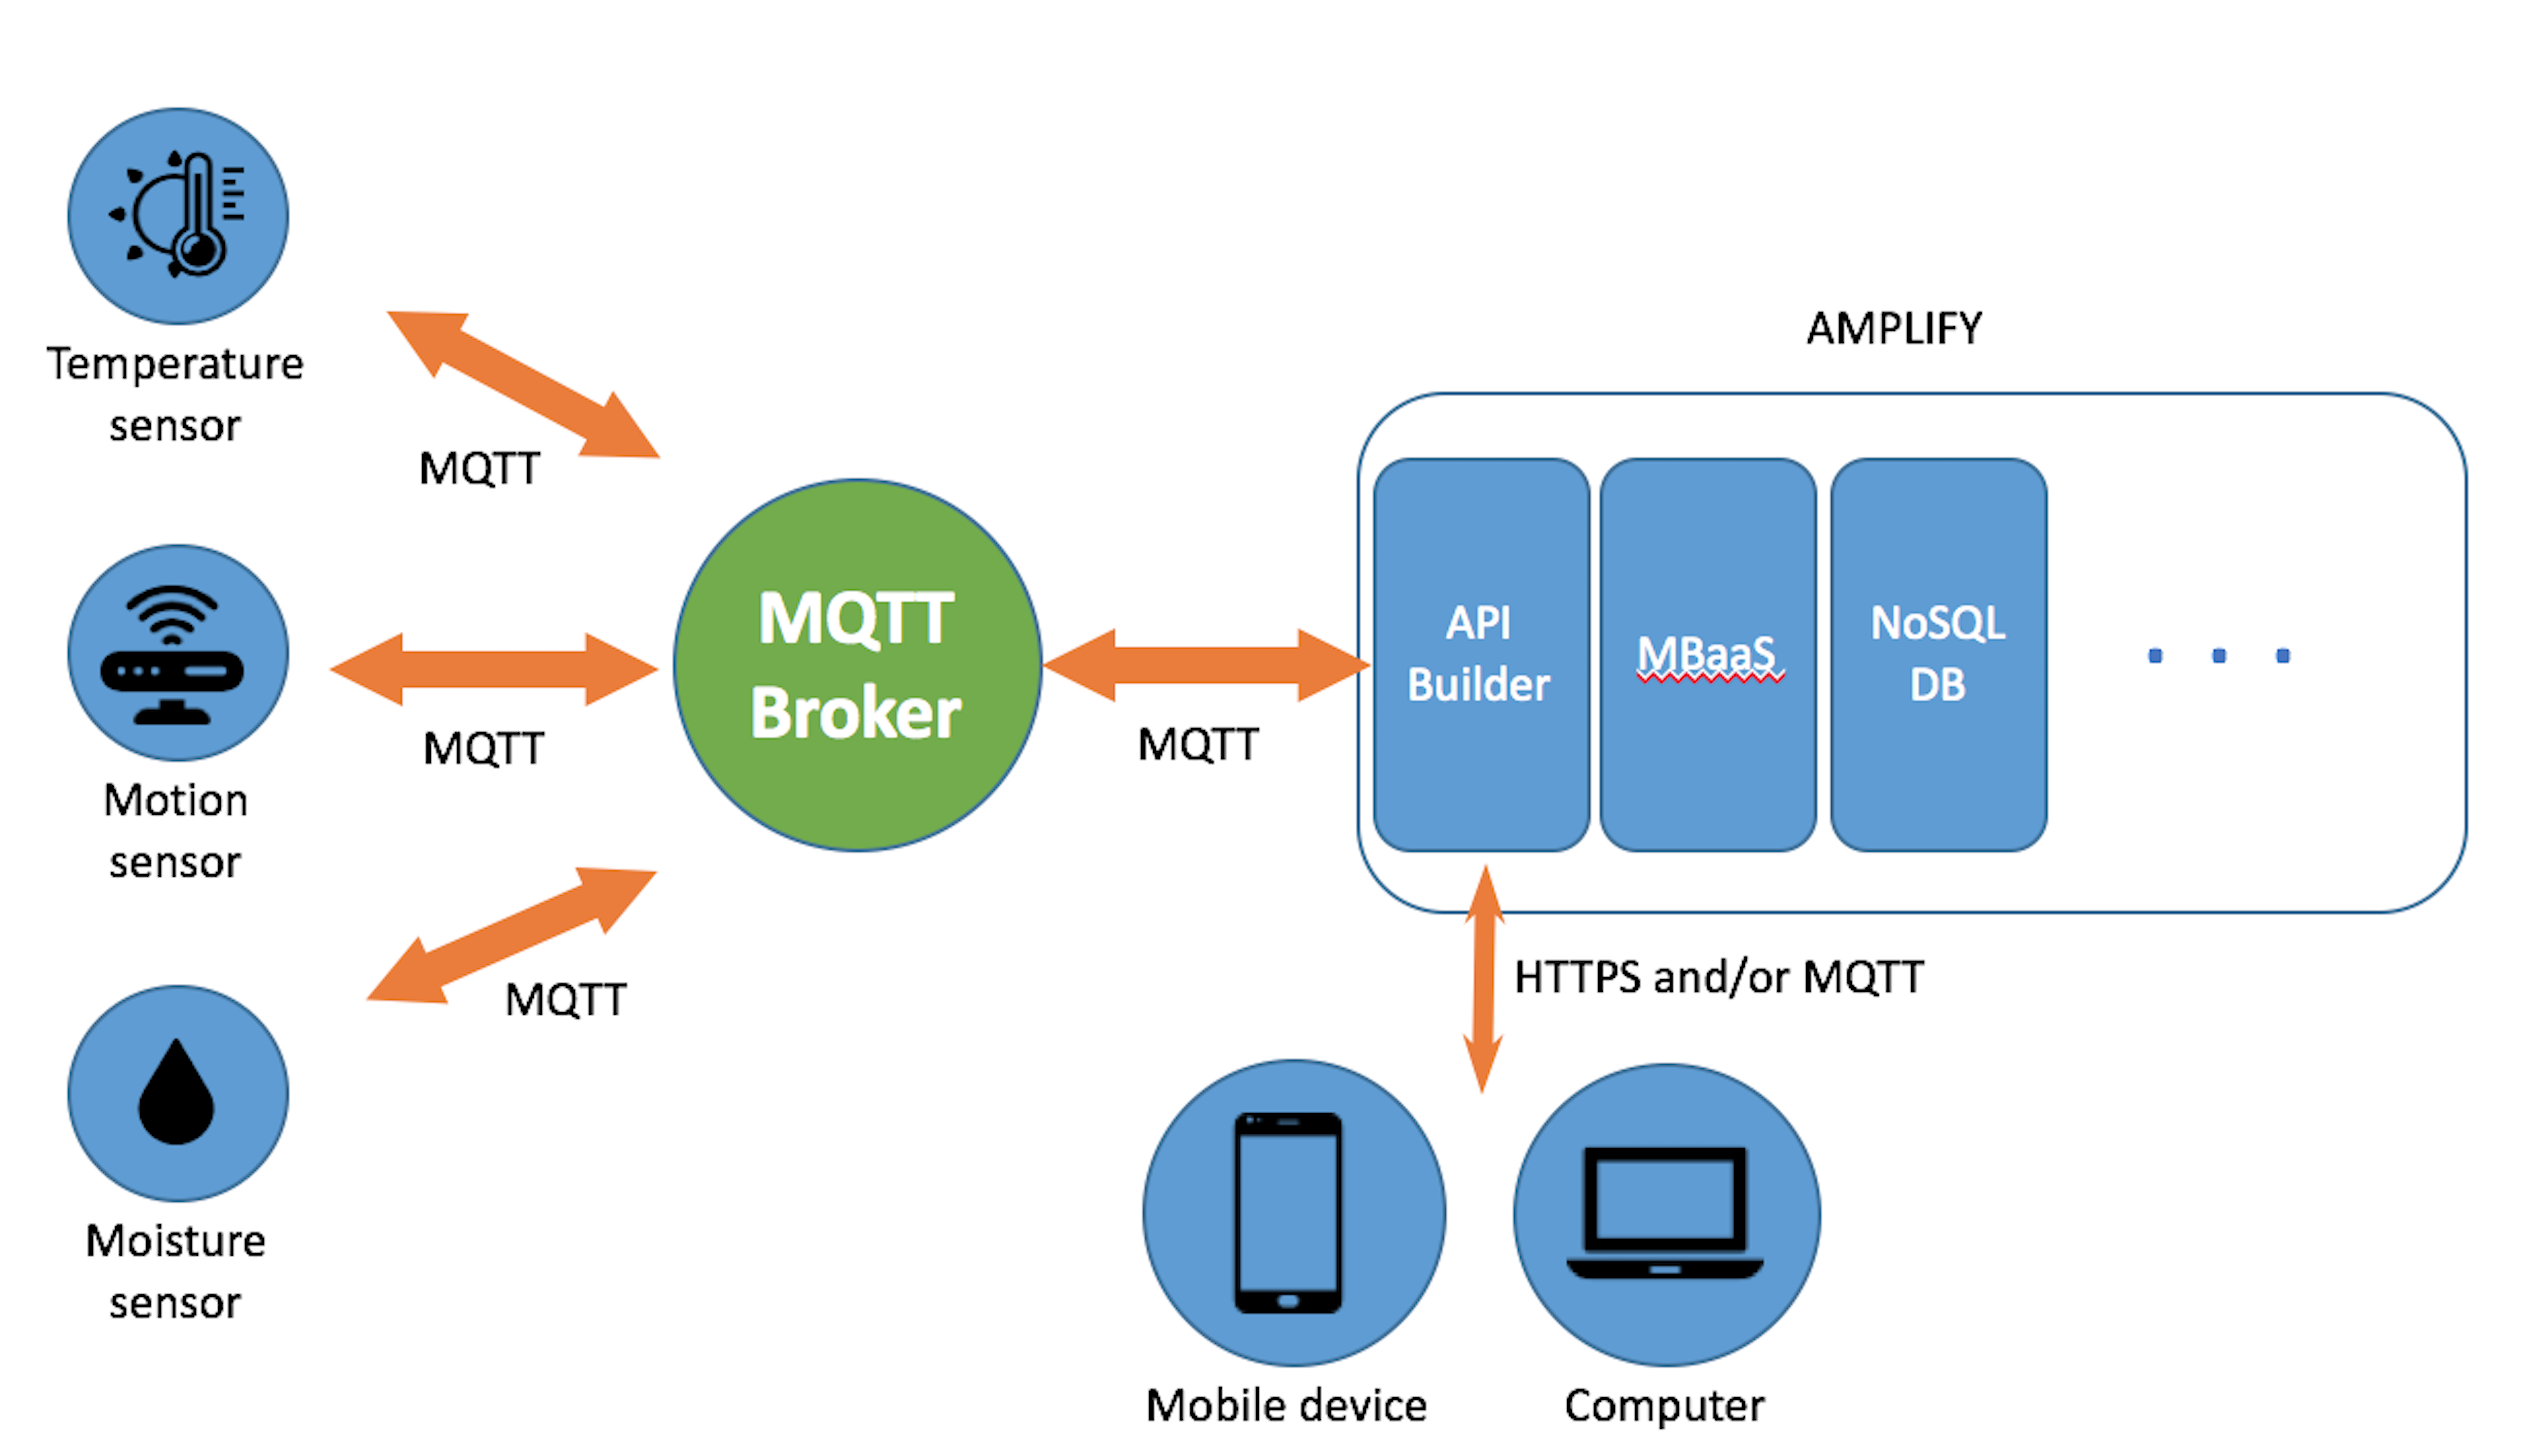 Temperature
sensor
MQTT
Motion
sensor
MQTT
Moisture
sensor
MQTT
MQTT
Broker
MQTT
AMPLIFY
API
Builder
MBaaS
NoSQL
DB
HTTPS and/or MQTT
Mobile device
Computer